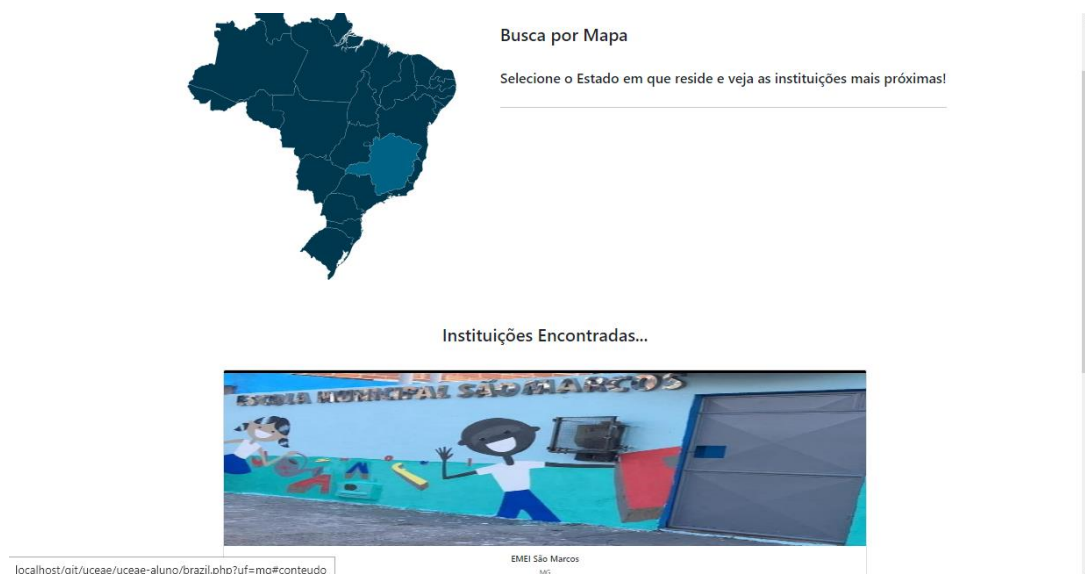 Busca por Mapa
Selecione o Estado em que reside e veja as instituições mais próximas!
Instituições Encontradas...
ESCOLA MUNICIPAL SÃO MARCOS
EMEI São Marcos
MG
localhost/git/uceae/uceae-aluno/brazil.php?uf=mg#conteudo